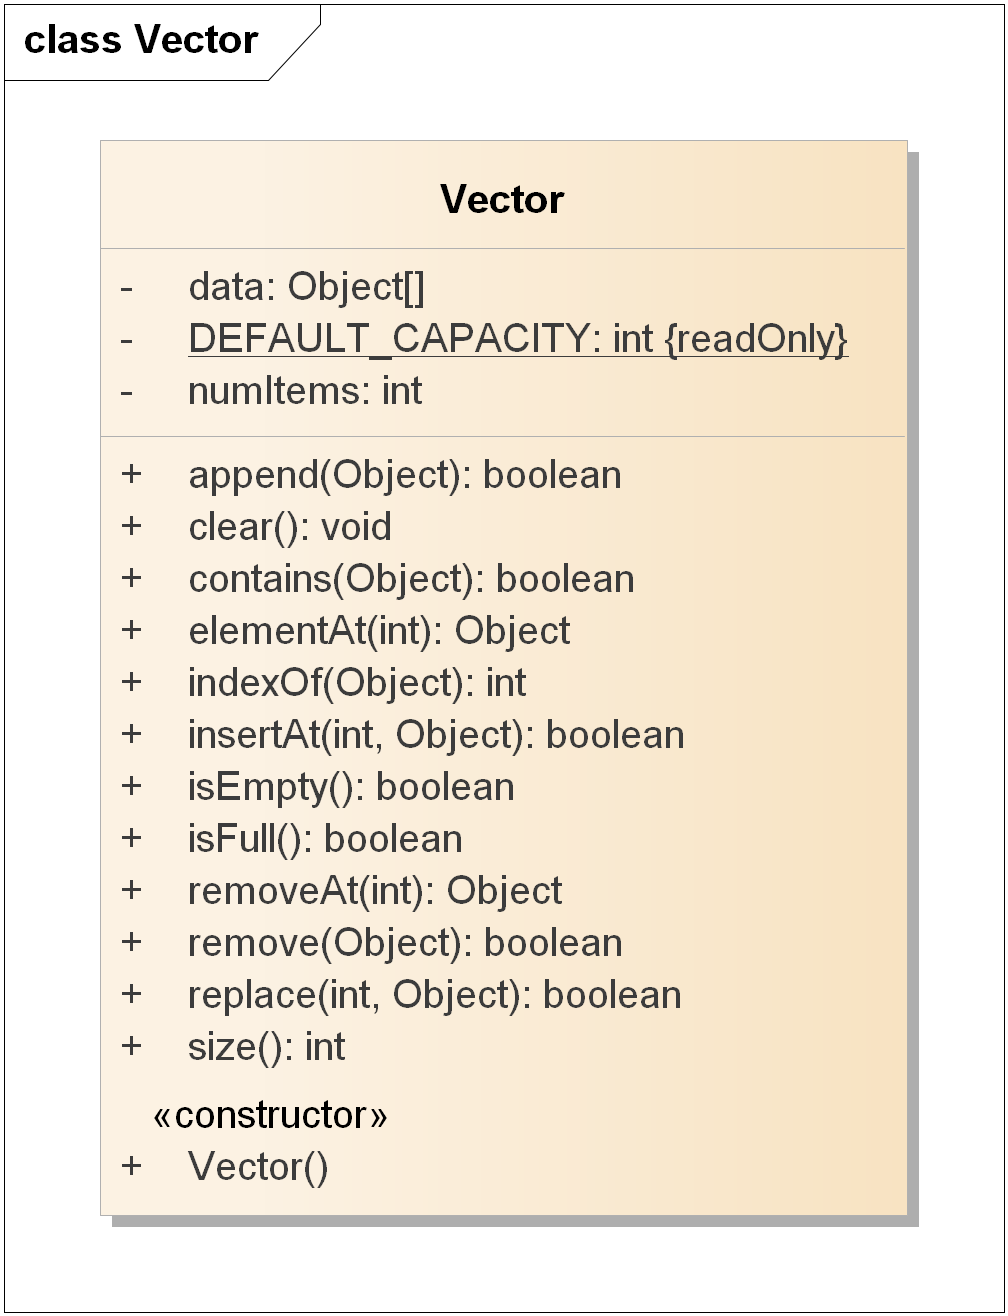 class Vector
Vector
- data: Object[]
- DEFAULT_CAPACITY: int {readOnly}
- numItems: int
+ append(Object): boolean
+ clear(): void
+ contains(Object): boolean
+ elementAt(int): Object
+ indexOf(Object): int
+ insertAt(int, Object): boolean
+ isEmpty(): boolean
+ isFull(): boolean
+ removeAt(int): Object
+ remove(Object): boolean
+ replace(int, Object): boolean
+ size(): int
«constructor»
+ Vector()